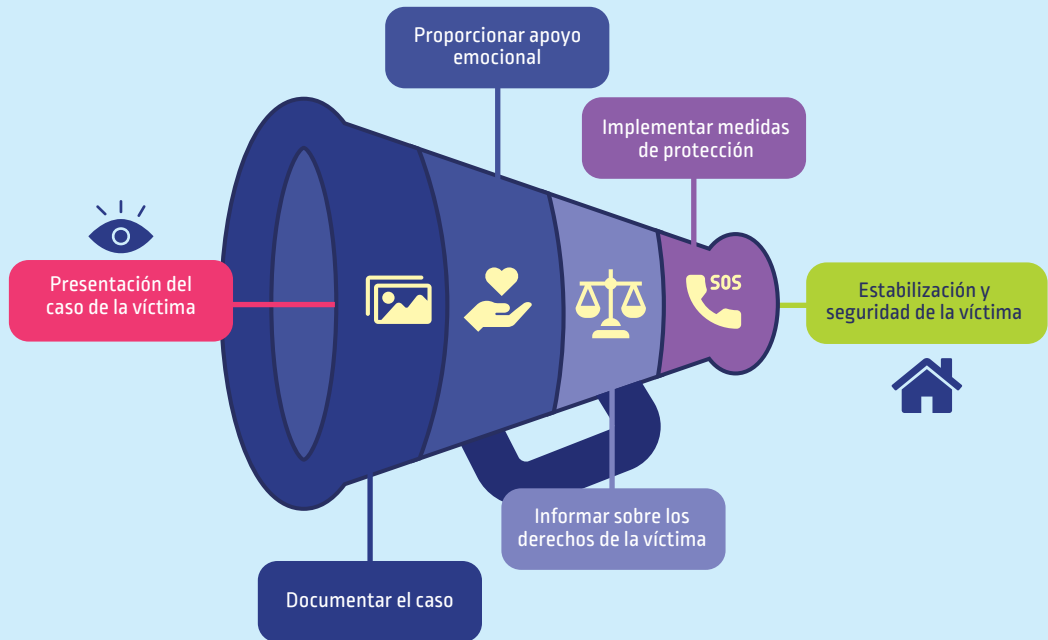 Proporcionar apoyo
emocional
Implementar medidas
de protección
Presentación del
caso de la víctima
SOS
Estabilización y
seguridad de la víctima
Informar sobre los
derechos de la víctima
Documentar el caso